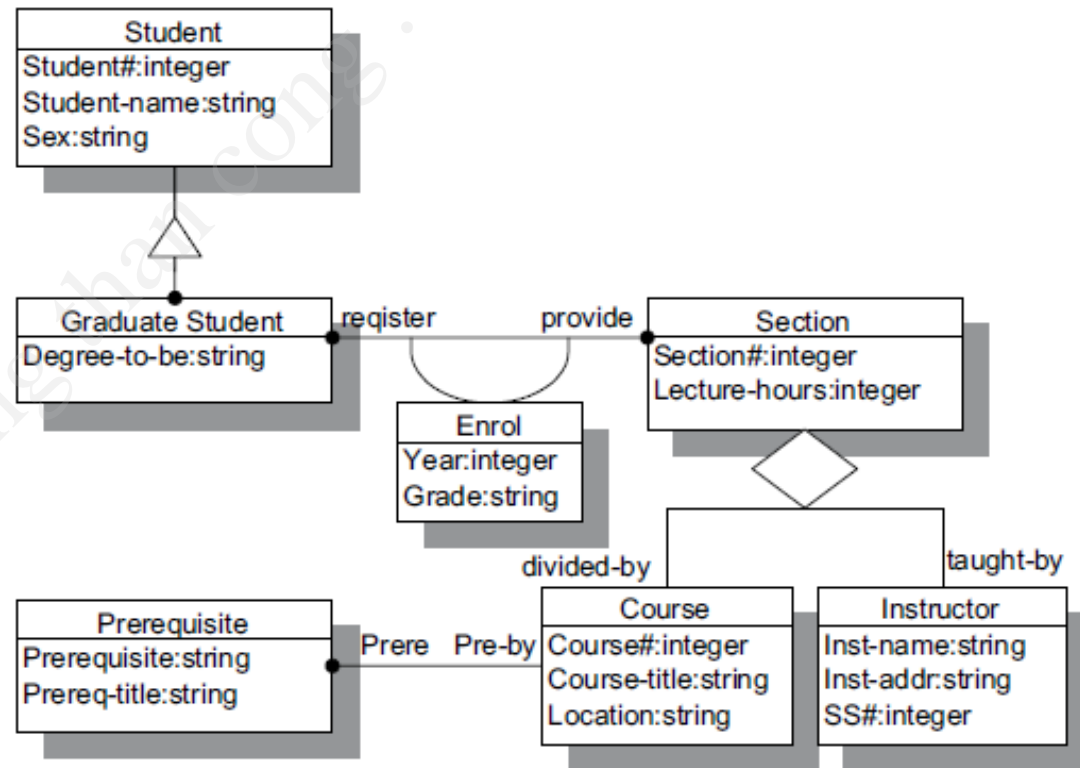 Student
Student#:integer
Student-name:string
Sex:string
Graduate Student
Degree-to-be:string
reqister
provide
Section
Section#:integer
Lecture-hours:integer
Enrol
Year:integer
Grade:string
divided-by
taught-by
Prerequisite
Prerequisite:string
Prereq-title:string
Prere
Pre-by
Course
Course#:integer
Course-title:string
Location:string
Instructor
Inst-name:string
Inst-addr:string
SS#:integer
than cong .